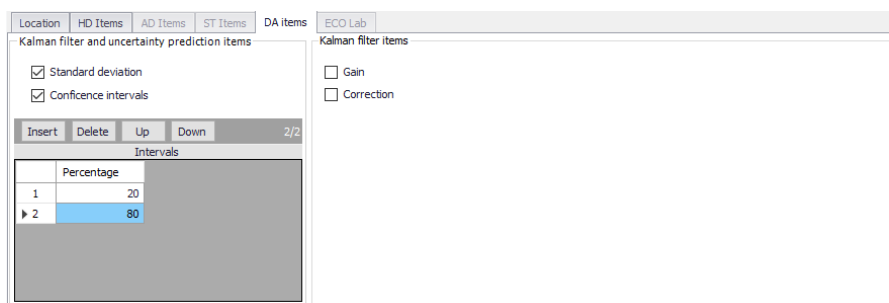 Location HD Items AD Items ST Items DA items ECO Lab
Kalman filter and uncertainty prediction items
Standard deviation
Conficence intervals
Insert Delete Up Down 2/2
Intervals
Percentage
1 20
2 80
Kalman filter items
Gain
Correction